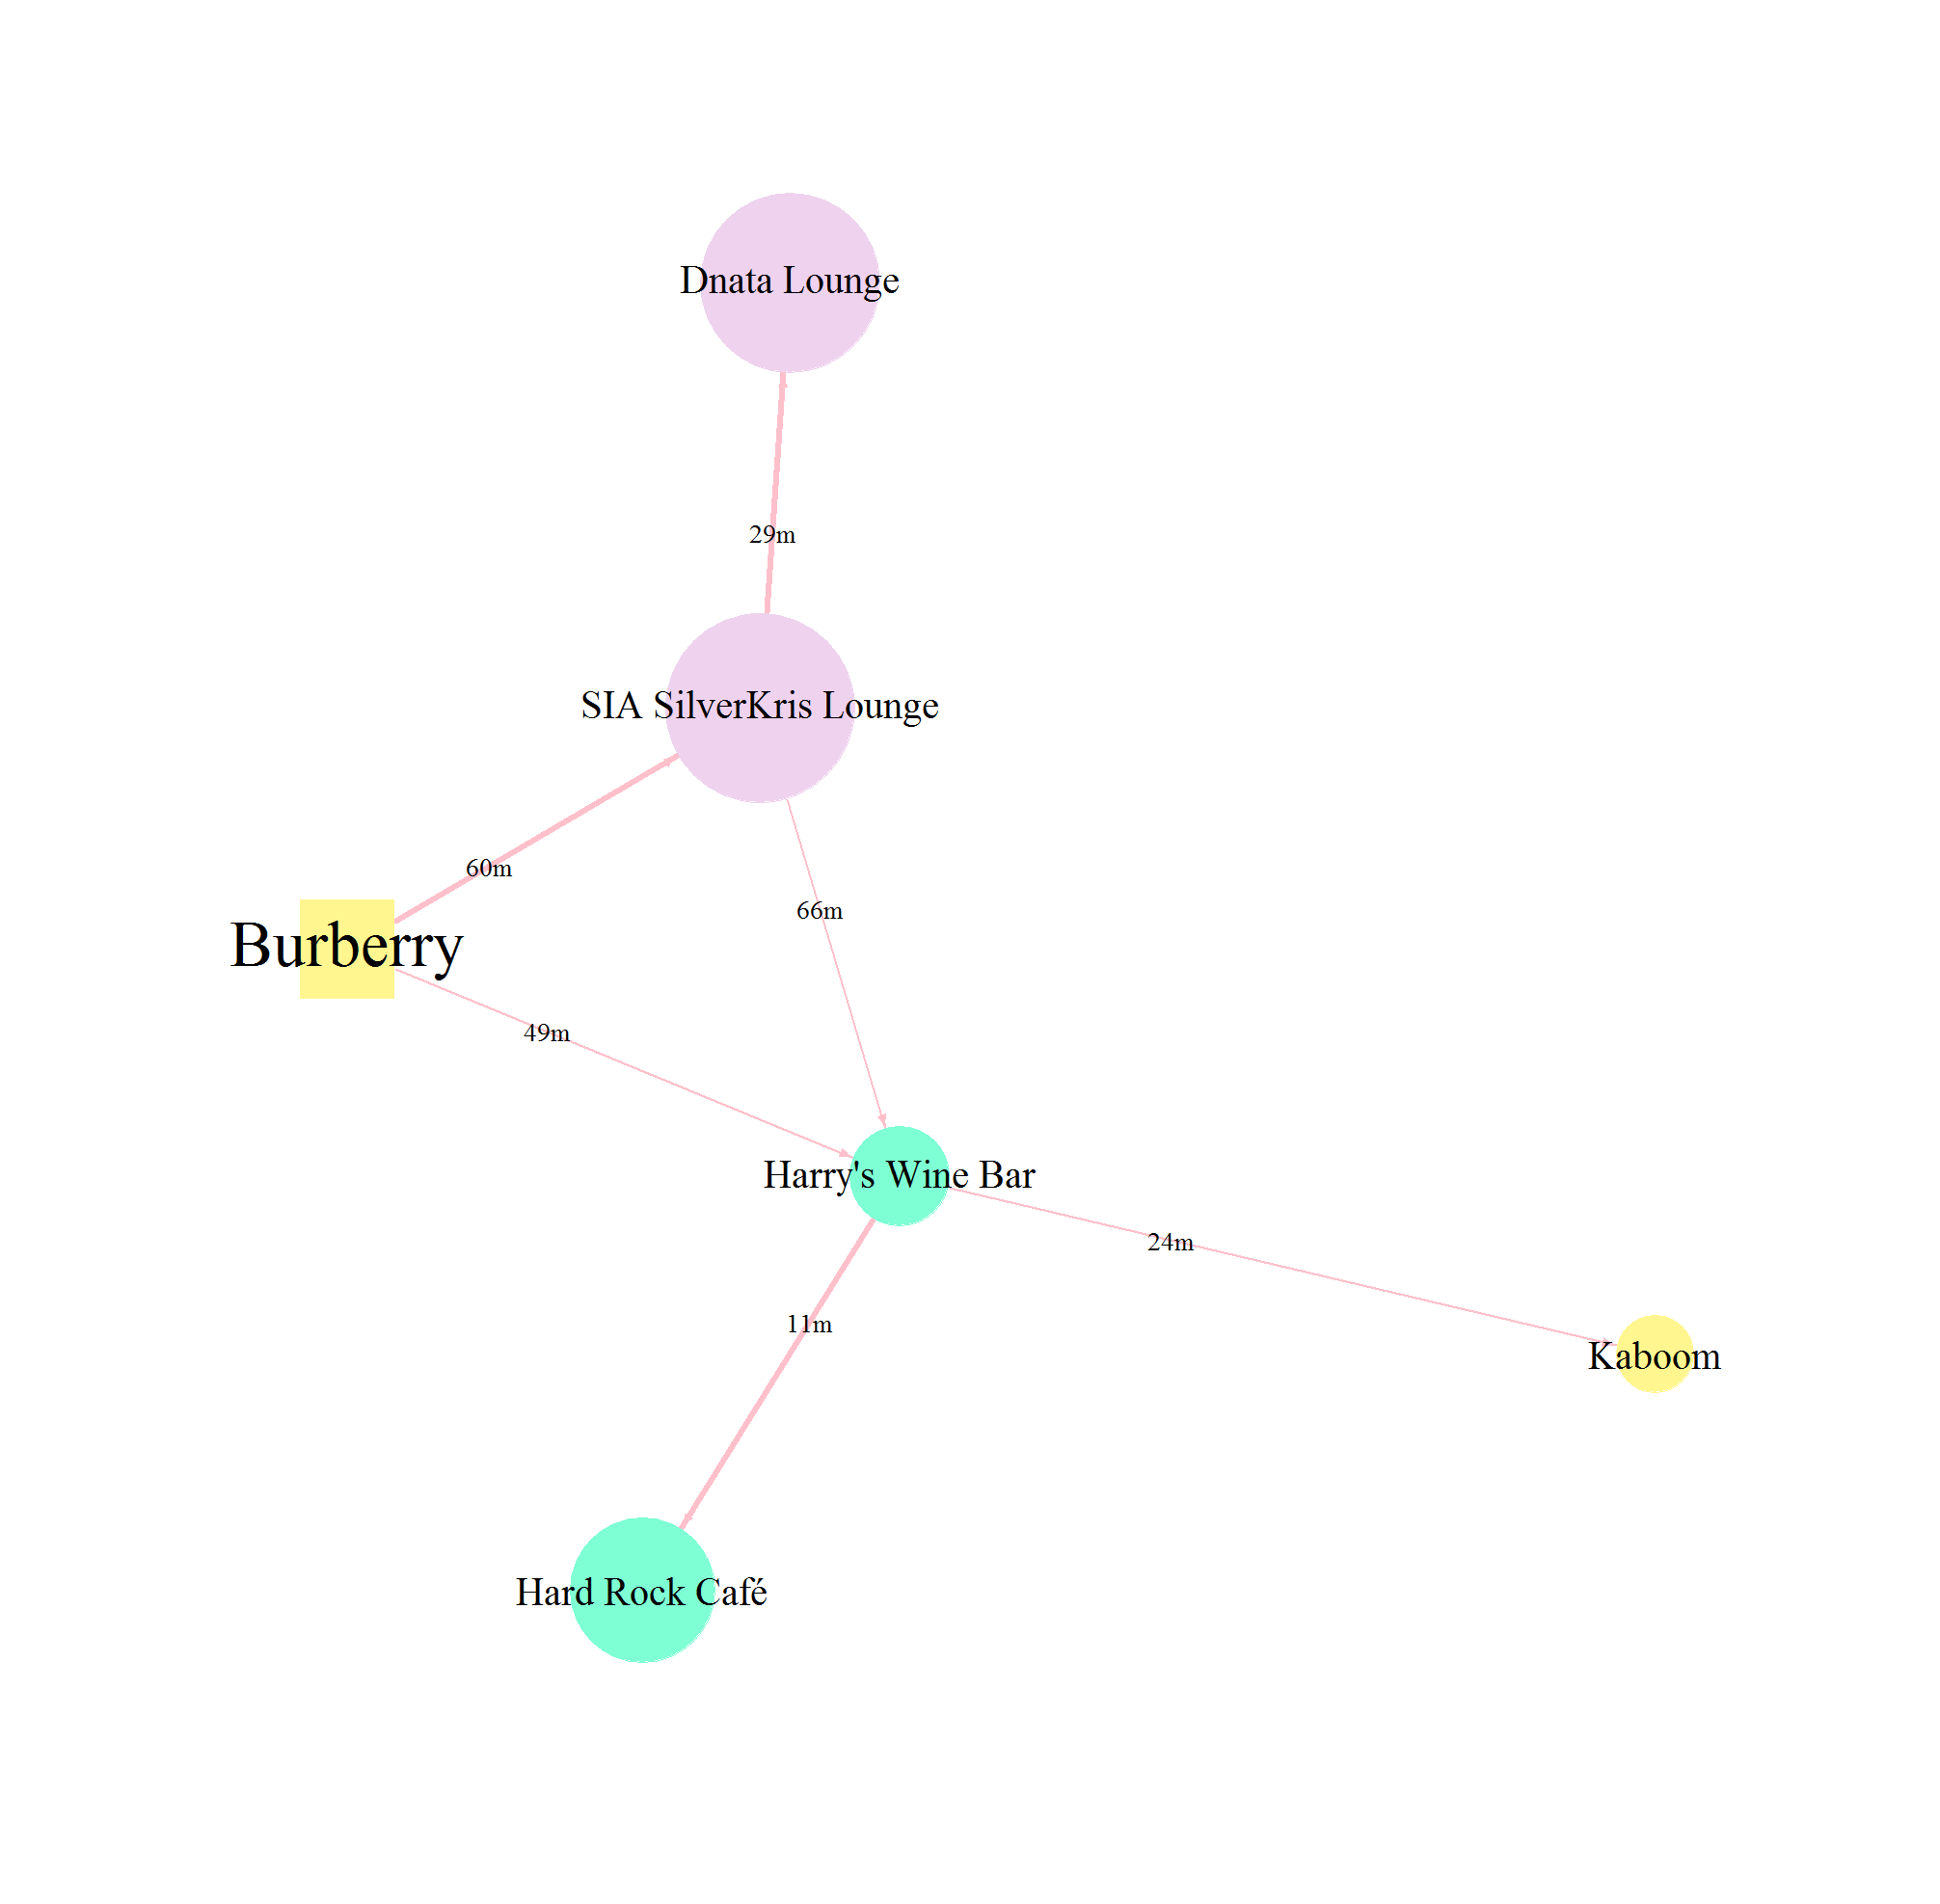 Dnata Lounge
29m
SIA SilverKris Lounge
60m
66m
Burberry
49m
Harry's Wine Bar
24m
11m
Kaboom
Hard Rock Café